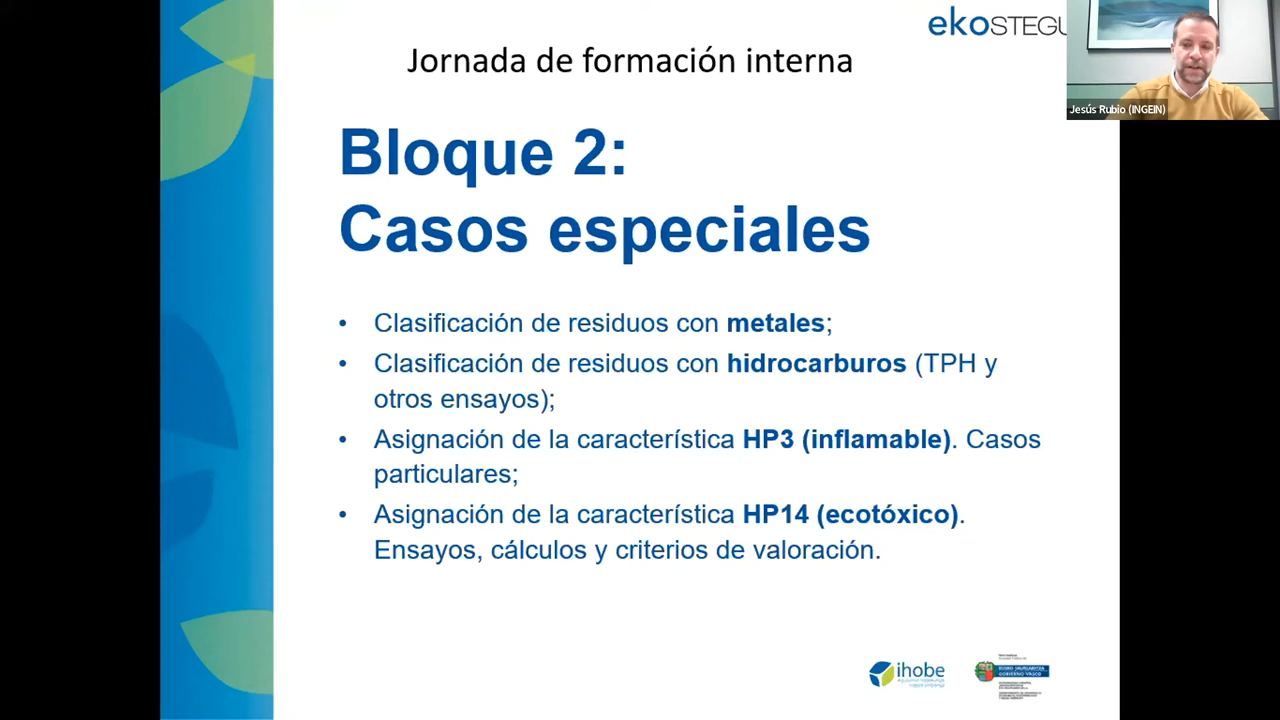 ekoSTEGU
Jornada de formación interna
Jesús Rubio (INGEIN)
Bloque 2:
Casos especiales
• Clasificación de residuos con metales;
• Clasificación de residuos con hidrocarburos (TPH y
otros ensayos);
• Asignación de la característica HP3 (inflamable). Casos
particulares;
• Asignación de la característica HP14 (ecotóxico).
Ensayos, cálculos y criterios de valoración.
ihobe
EUSKO JAURLARITZA
GOBIERNO VASCO